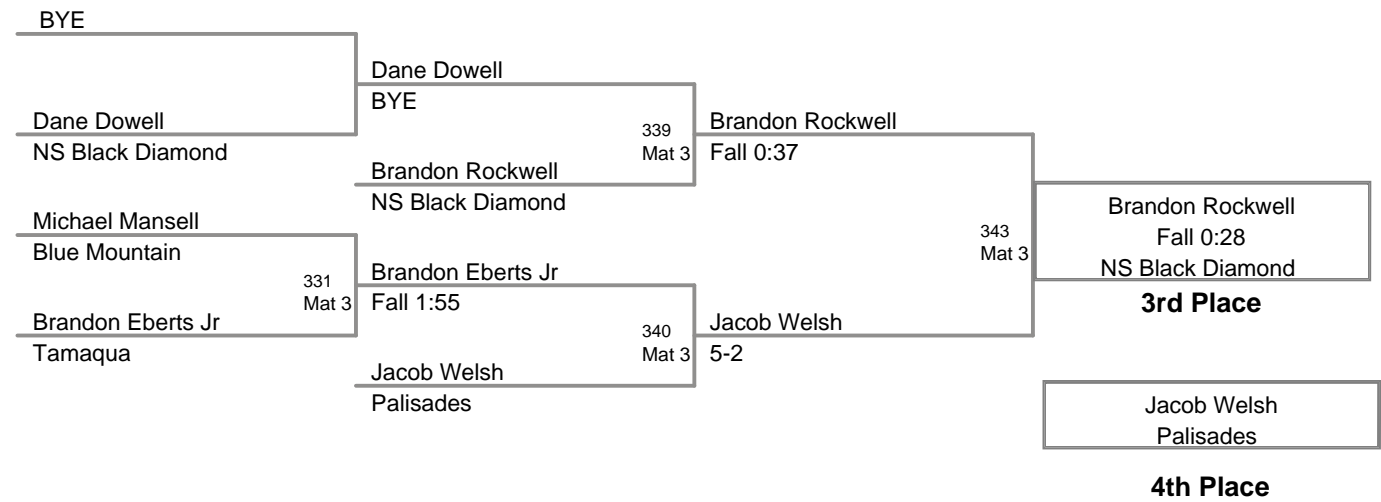 BYE
Dane Dowell
BYE
Dane Dowell
NS Black Diamond
339
Mat 3
Brandon Rockwell
Fall 0:37
Brandon Rockwell
NS Black Diamond
Michael Mansell
Blue Mountain
331
Mat 3
Brandon Eberts Jr
Fall 1:55
Brandon Eberts Jr
Tamaqua
340
Mat 3
Jacob Welsh
5-2
Jacob Welsh
Palisades
343
Mat 3
Brandon Rockwell
Fall 0:28
NS Black Diamond
3rd Place
Jacob Welsh
Palisades
4th Place